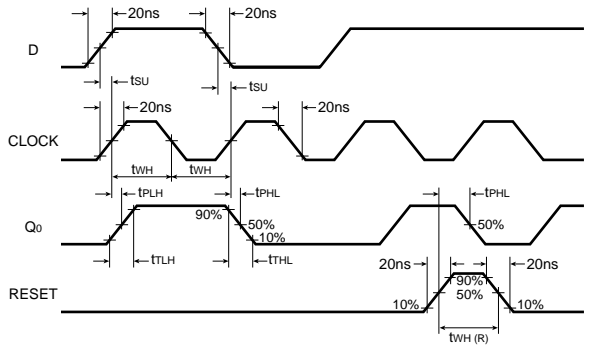 20ns 20ns
D
tSU tSU
20ns 20ns
CLOCK
tWH tWH
tPLH tPHL tPHL
90%
50% 50%
Q0
10%
tTLH tTHL
20ns 20ns
90%
RESET
50%
10% 10%
tWH (R)